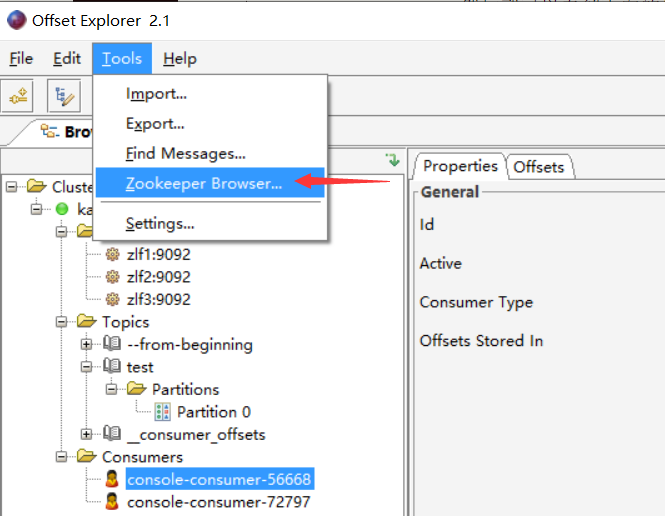 Offset Explorer 2.1
File Edit Tools Help
Import...
Export...
Find Messages...
Zookeeper Browser...
Settings...
Brow
Cluste
ka
zlf1:9092
zlf2:9092
zlf3:9092
Topics
--from-beginning
test
Partitions
Partition 0
__consumer_offsets
Consumers
console-consumer-56668
console-consumer-72797
Properties Offsets
General
Id
Active
Consumer Type
Offsets Stored In